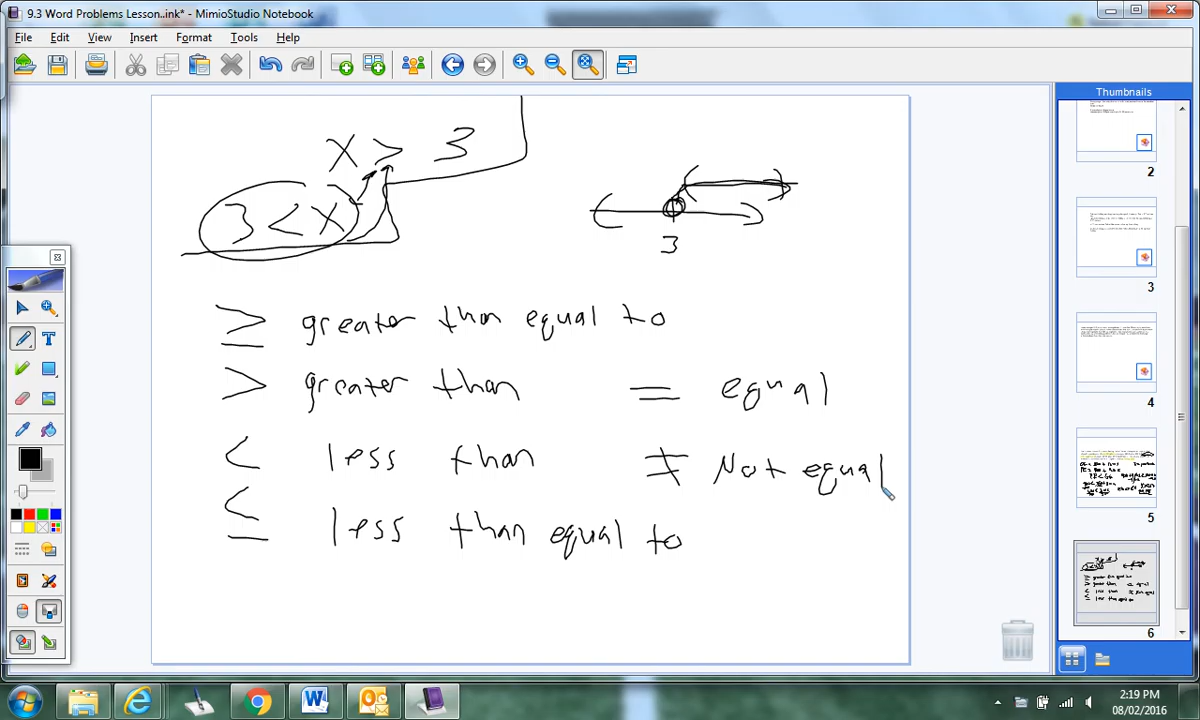 9.3 Word Problems Lesson..ink* - MimioStudio Notebook
File Edit View Insert Format Tools Help
Thumbnails
x > 3
3 < x
3
≥ greater than equal to
> greater than
= equal
< less than
≠ Not equal
≤ less than equal to
2
3
4
5
6
2:19 PM
08/02/2016